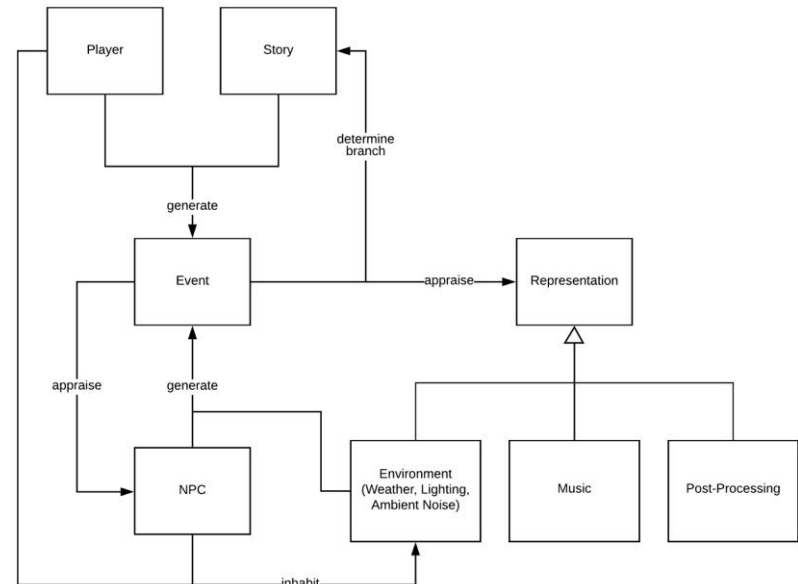 Player
Story
determine
branch
generate
Event
appraise
Representation
appraise
generate
NPC
Environment
(Weather, Lighting,
Ambient Noise)
Music
Post-Processing
inhabit